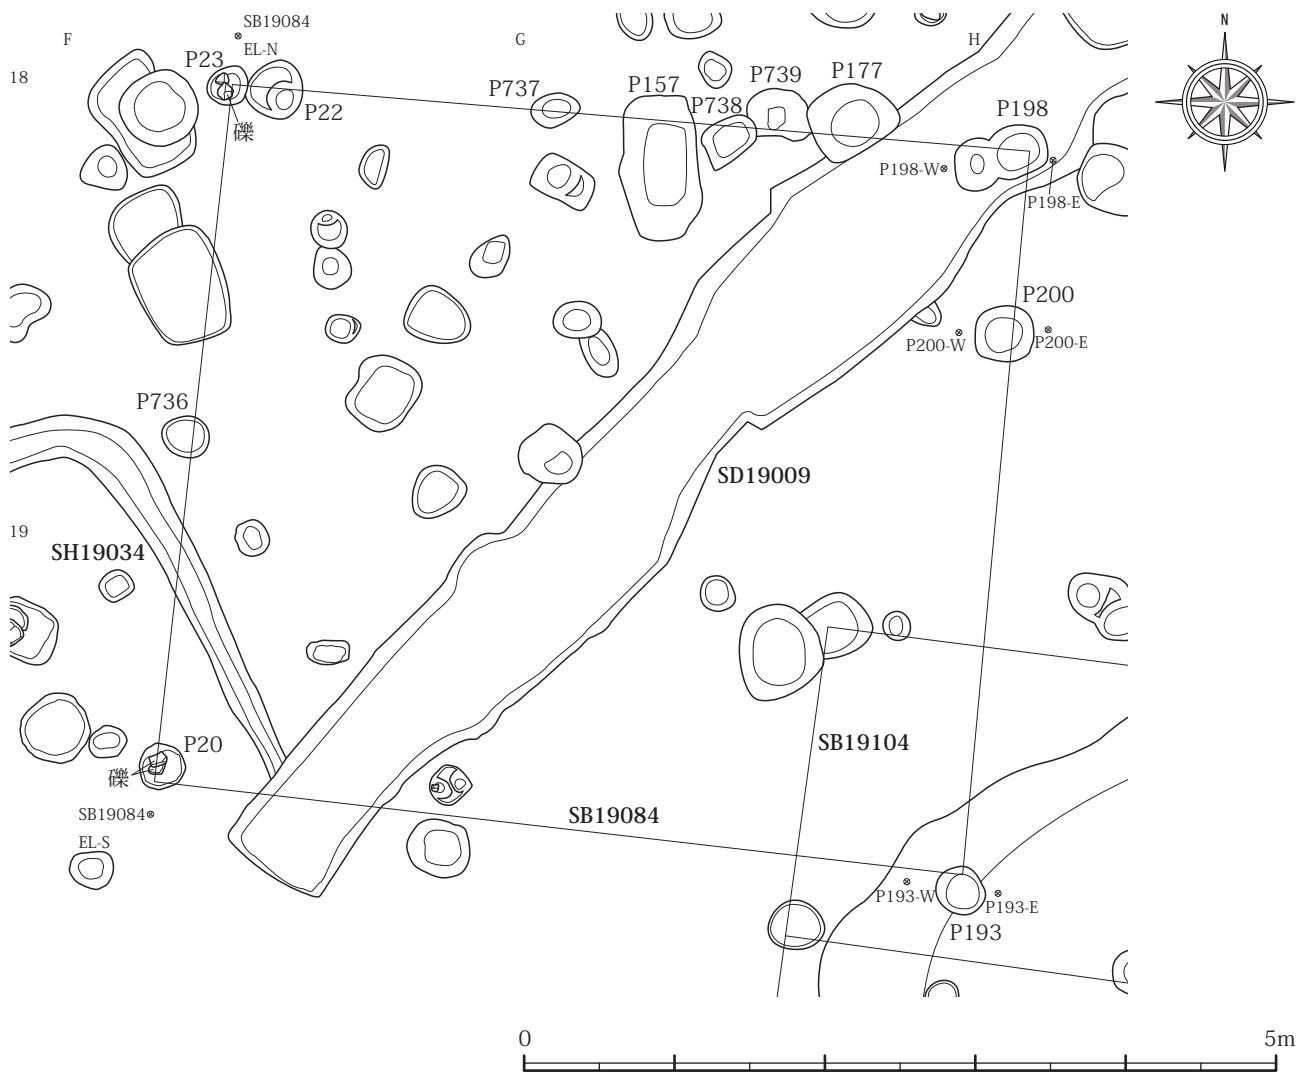 N
SB19084
EL-N
F
G
H
18
P23
P22
礫
P737
P157
P738
P739
P177
P198
P198-W
P198-E
P200
P200-W
P200-E
P736
SD19009
19
SH19034
SB19104
P20
礫
SB19084
EL-S
SB19084
P193-W
P193-E
P193
0
5m